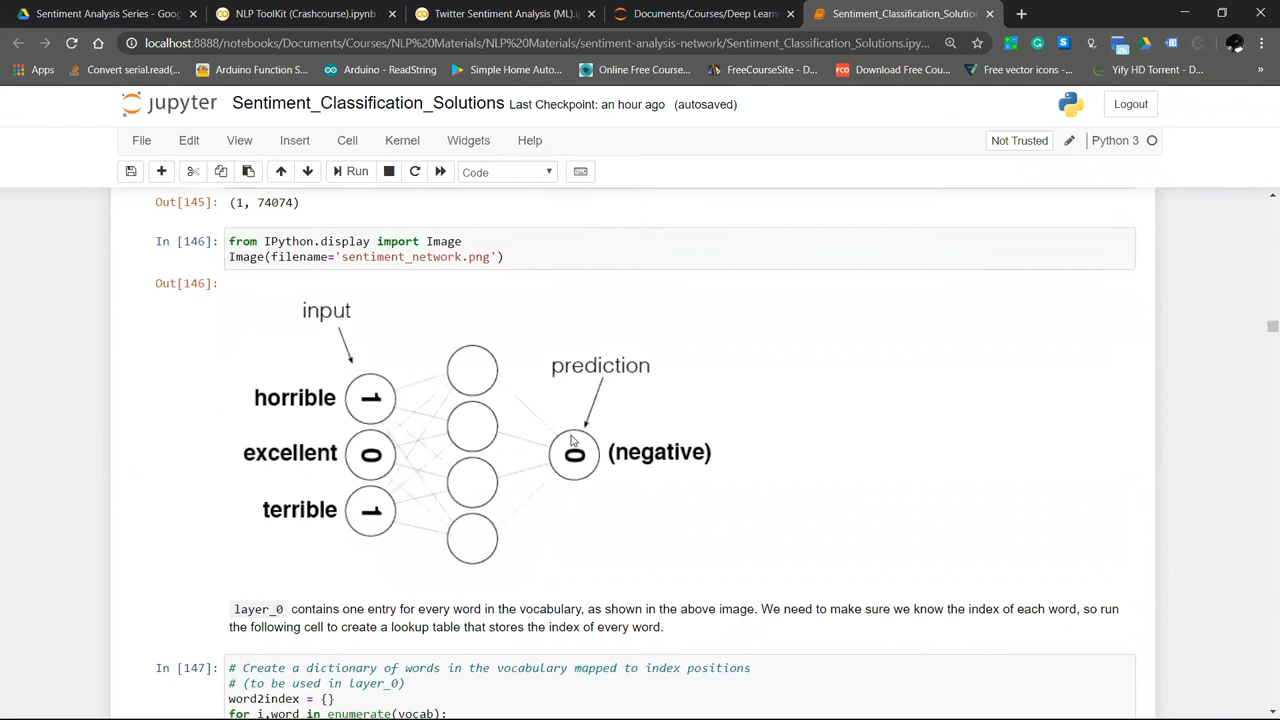 Sentiment Analysis Series - Goog
NLP ToolKit (Crashcourse).ipynb
Twitter Sentiment Analysis (ML).i
Documents/Courses/Deep Learn
Sentiment_Classification_Solution
localhost:8888/notebooks/Documents/Courses/NLP%20Materials/NLP%20Materials/sentiment-analysis-network/Sentiment_Classification_Solutions.ipy...
Apps
Convert serial.read(...
Arduino Function S...
Arduino - ReadString
Simple Home Auto...
Online Free Course...
FreeCourseSite - D...
Download Free Cou...
Free vector icons -...
Yify HD Torrent - D...
»
jupyter Sentiment_Classification_Solutions Last Checkpoint: an hour ago (autosaved)
Logout
File Edit View Insert Cell Kernel Widgets Help
Not Trusted
Python 3
Run
Code
Out[145]: (1, 74074)
In [146]: from IPython.display import Image
Image(filename='sentiment_network.png')
Out[146]:
input
prediction
horrible 1
excellent 0
0 (negative)
terrible 1
layer_0 contains one entry for every word in the vocabulary, as shown in the above image. We need to make sure we know the index of each word, so run
the following cell to create a lookup table that stores the index of every word.
In [147]: # Create a dictionary of words in the vocabulary mapped to index positions
# (to be used in layer_0)
word2index = {}
for i,word in enumerate(vocab):